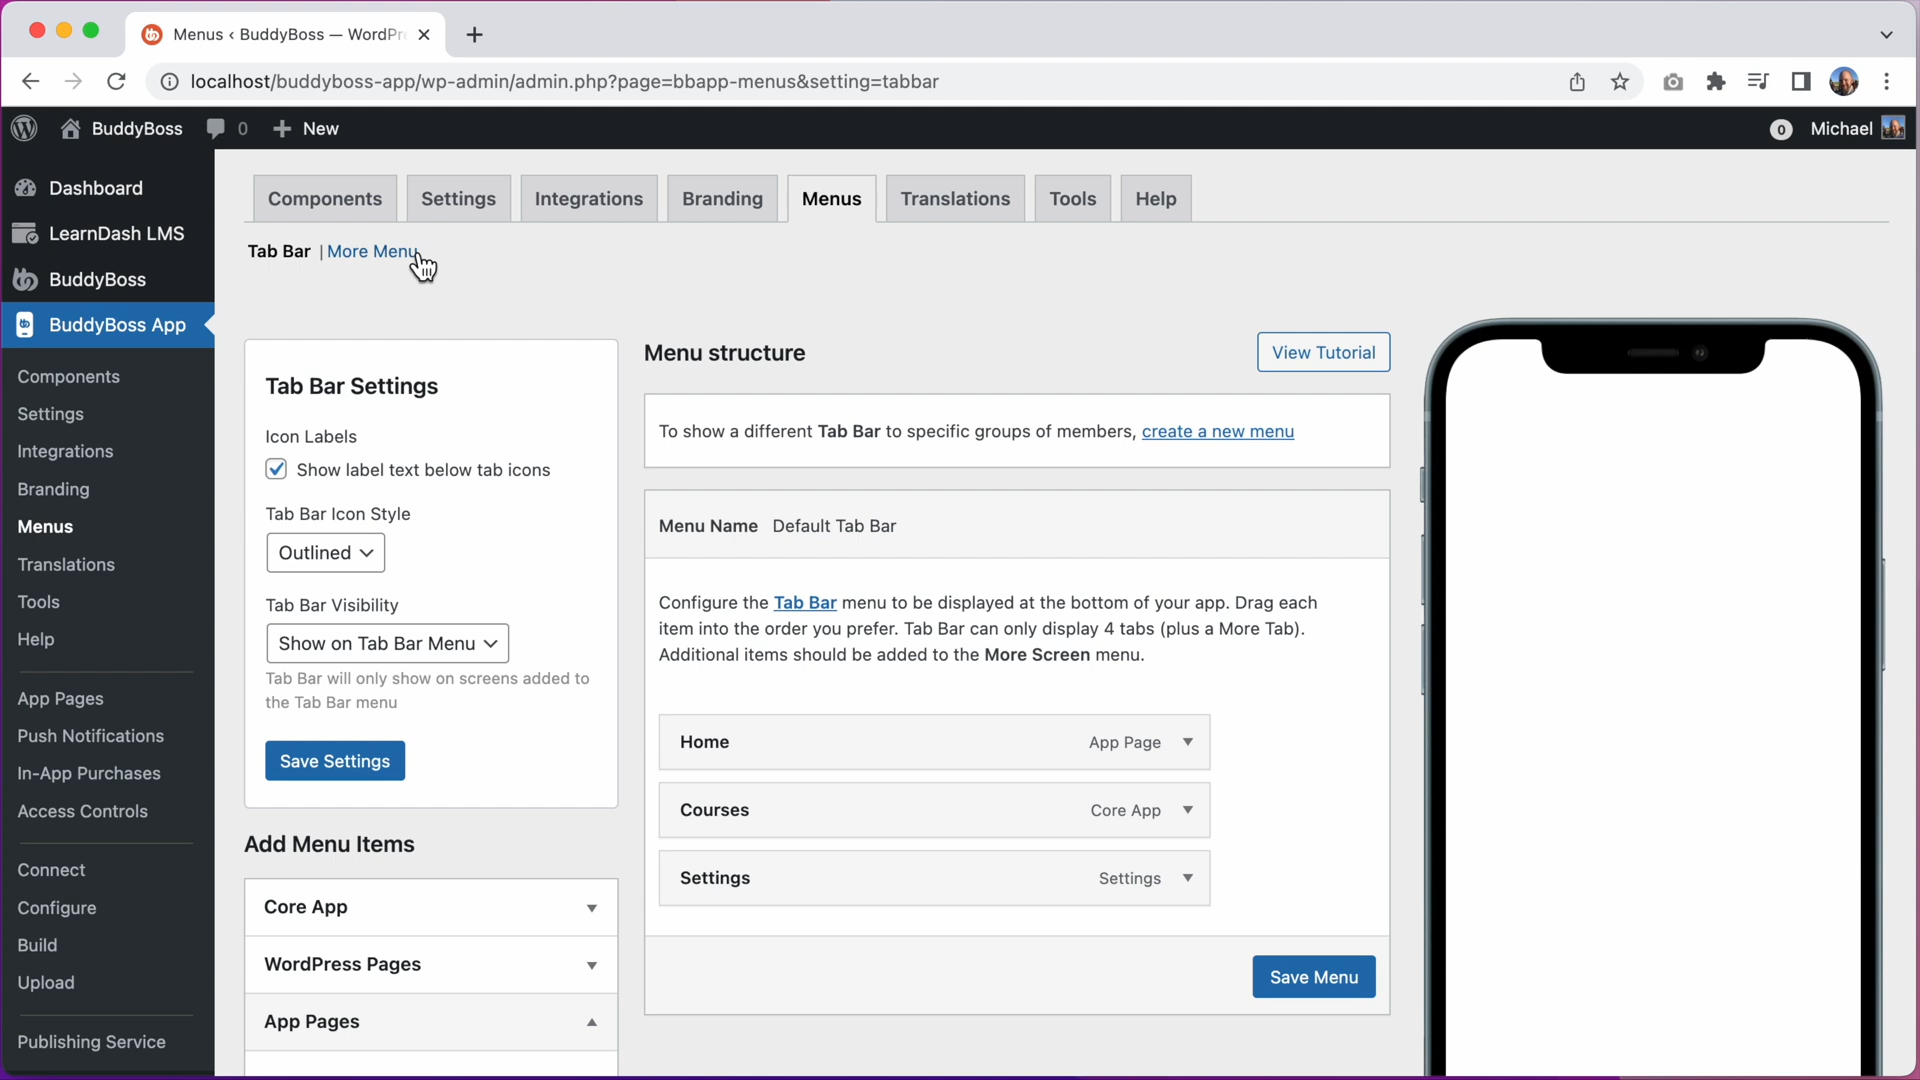 Menus ‹ BuddyBoss — WordPr
localhost/buddyboss-app/wp-admin/admin.php?page=bbapp-menus&setting=tabbar
BuddyBoss 0 New 0 Michael
Dashboard
LearnDash LMS
BuddyBoss
BuddyBoss App
Components
Settings
Integrations
Branding
Menus
Translations
Tools
Help
App Pages
Push Notifications
In-App Purchases
Access Controls
Connect
Configure
Build
Upload
Publishing Service
Components Settings Integrations Branding Menus Translations Tools Help
Tab Bar | More Menu
Tab Bar Settings
Icon Labels
Show label text below tab icons
Tab Bar Icon Style
Outlined
Tab Bar Visibility
Show on Tab Bar Menu
Tab Bar will only show on screens added to
the Tab Bar menu
Save Settings
Add Menu Items
Core App
WordPress Pages
App Pages
Menu structure
View Tutorial
To show a different Tab Bar to specific groups of members, create a new menu
Menu Name Default Tab Bar
Configure the Tab Bar menu to be displayed at the bottom of your app. Drag each
item into the order you prefer. Tab Bar can only display 4 tabs (plus a More Tab).
Additional items should be added to the More Screen menu.
Home App Page
Courses Core App
Settings Settings
Save Menu